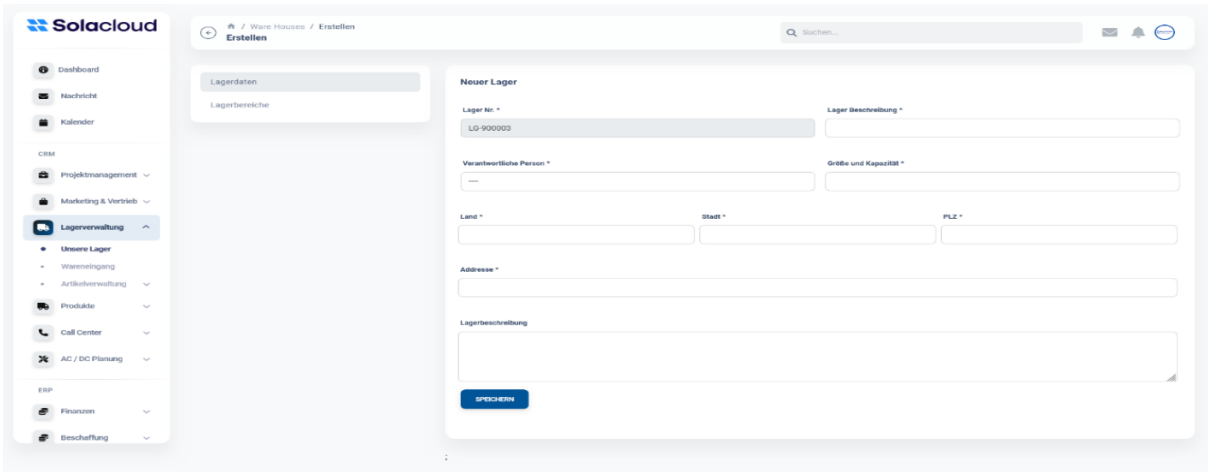 Solacloud
Dashboard
Nachricht
Kalender
CRM
Projektmanagement
Marketing & Vertrieb
Lagerverwaltung
Unsere Lager
Wareneingang
Artikelverwaltung
Produkte
Call Center
AC / DC Planung
ERP
Finanzen
Beschaffung
/ Ware Houses / Erstellen
Erstellen
Suchen...
Lagerdaten
Lagerbereiche
Neuer Lager
Lager Nr. * Lager Beschreibung *
LG-900003
Verantwortliche Person * Größe und Kapazität *
---
Land * Stadt * PLZ *
Addresse *
Lagerbeschreibung
SPEICHERN
;